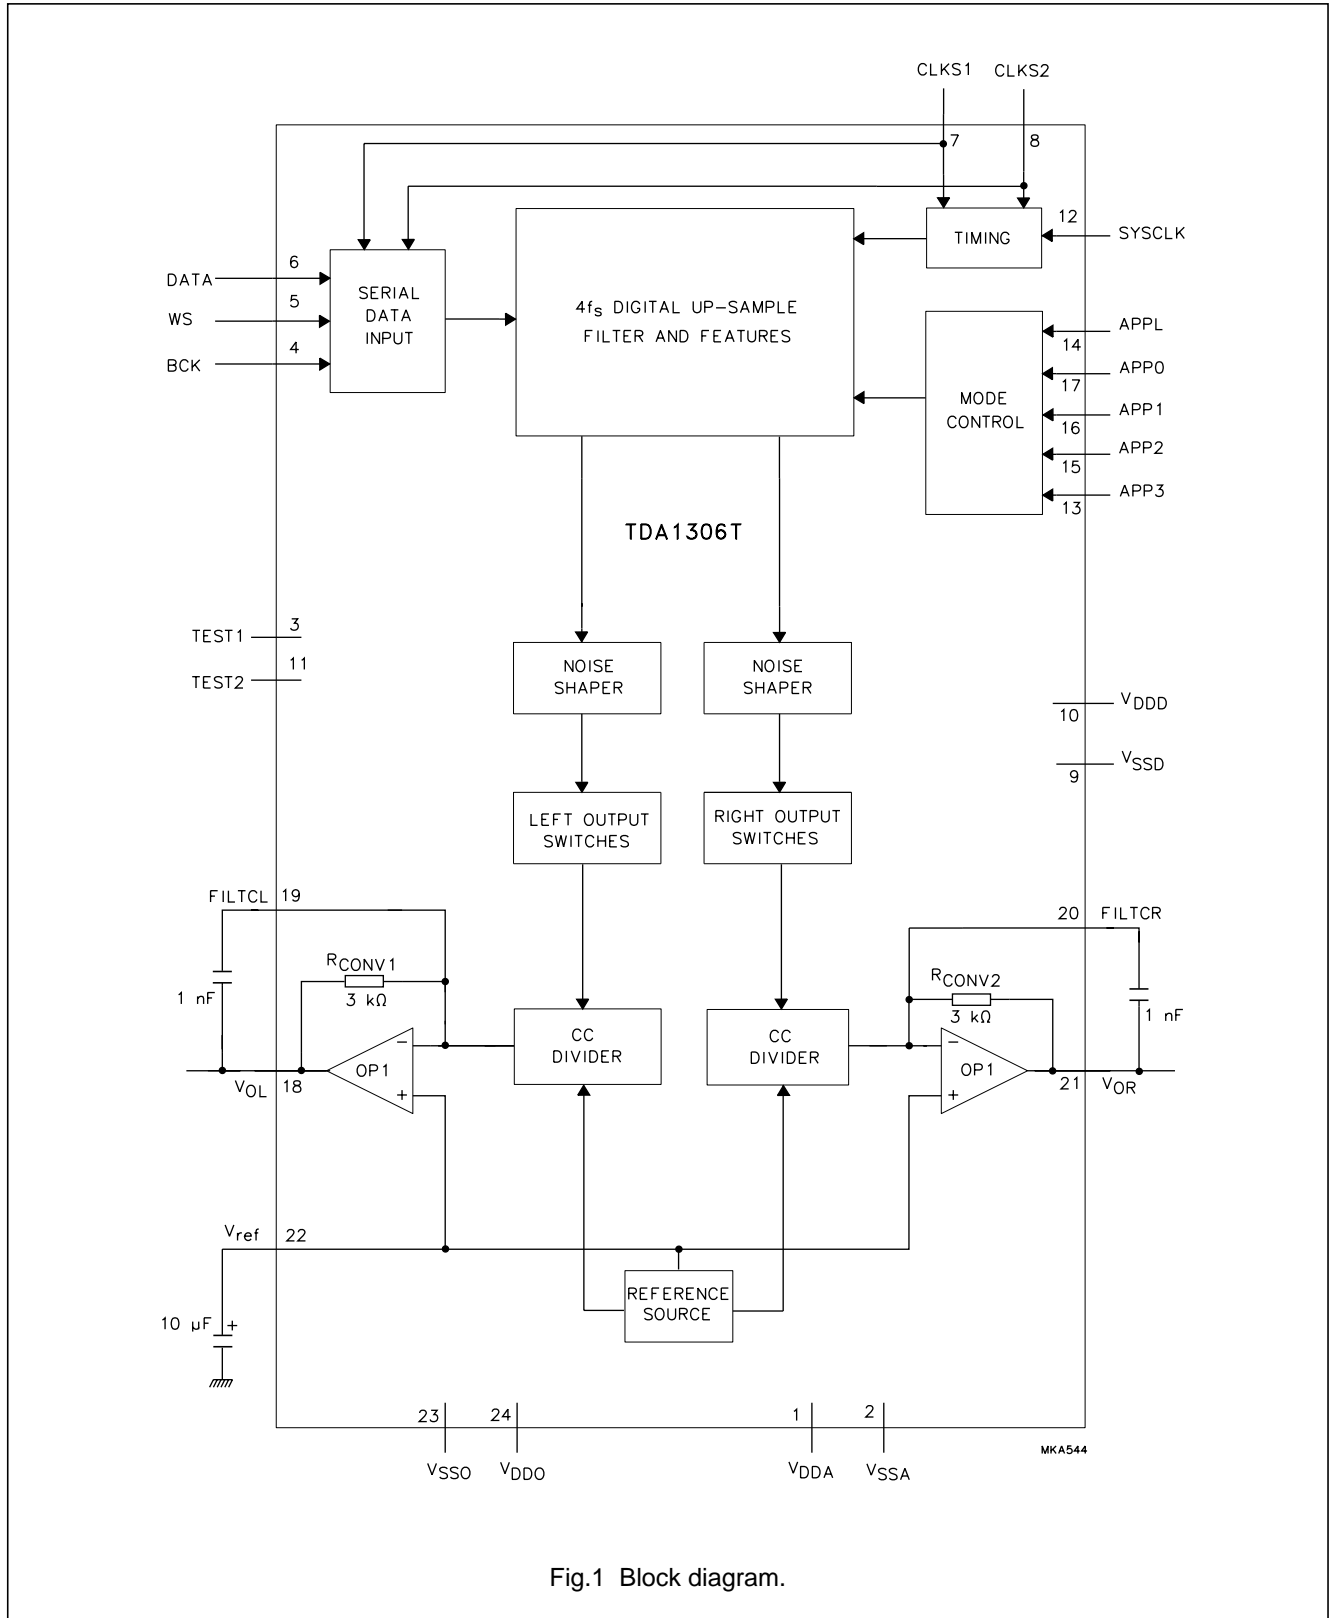 CLKS1 CLKS2
7 8
12
TIMING
SYSCLK
6
DATA
5
WS
4
BCK
SERIAL
DATA
INPUT
4fs DIGITAL UP-SAMPLE
FILTER AND FEATURES
MODE
CONTROL
APPL
14
APP0
17
APP1
16
APP2
15
APP3
13
TDA1306T
3
TEST1
11
TEST2
NOISE
SHAPER
NOISE
SHAPER
VDDD
10
VSSD
9
LEFT OUTPUT
SWITCHES
RIGHT OUTPUT
SWITCHES
FILTCL 19
20 FILTCR
RCONV1
3 kΩ
1 nF
RCONV2
3 kΩ
1 nF
CC
DIVIDER
CC
DIVIDER
−
OP1
+
−
OP1
+
VOL 18
21 VOR
Vref 22
REFERENCE
SOURCE
10 μF +
23 24
1 2
VSSO VDDO
VDDA VSSA
MKA544
Fig.1 Block diagram.